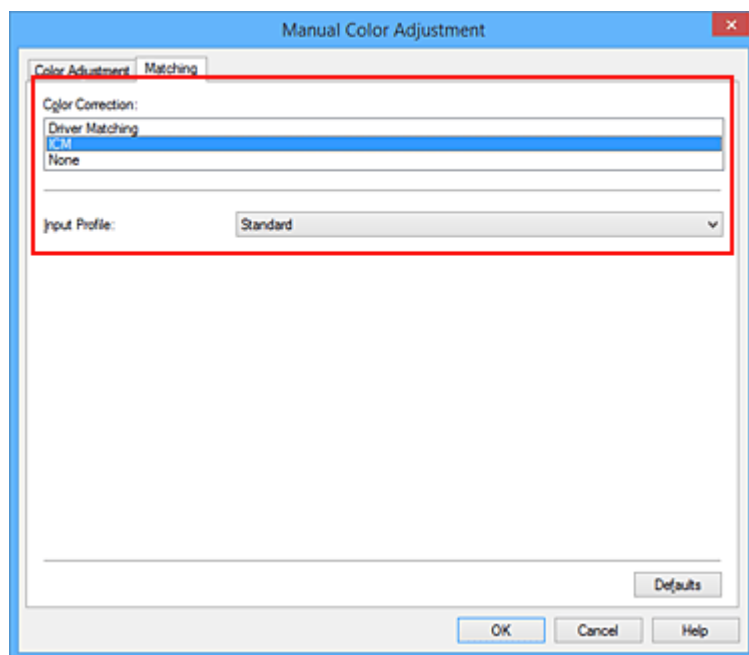 Manual Color Adjustment
Color Adjustment Matching
Color Correction:
Driver Matching
ICM
None
Input Profile: Standard
Defaults
OK Cancel Help